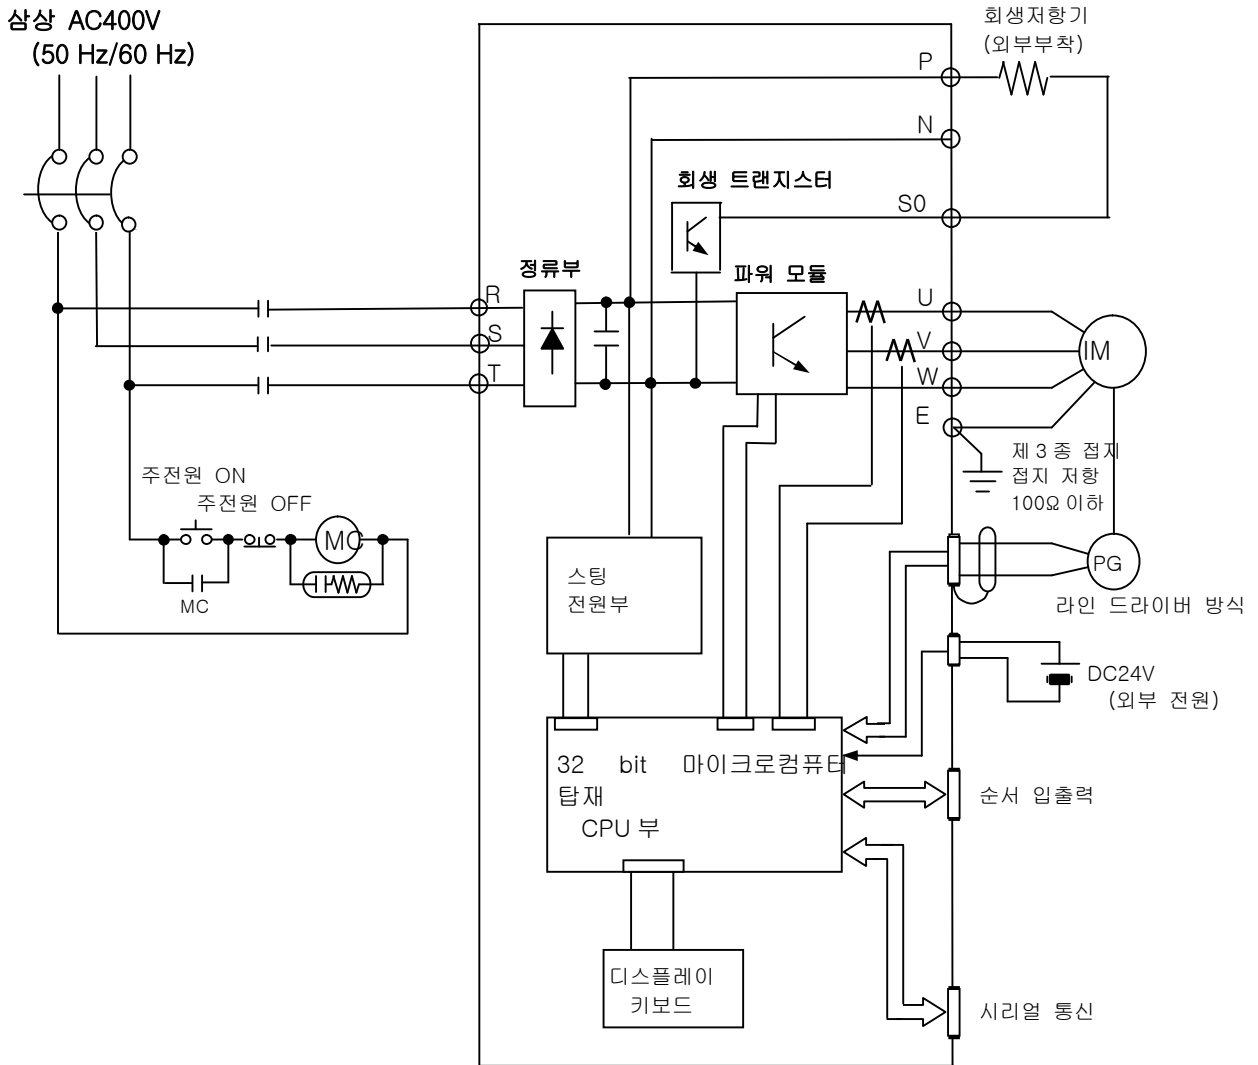 삼상 AC400V
(50 Hz/60 Hz)
회생저항기
(외부부착)
P
N
회생 트랜지스터
S0
정류부
파워 모듈
R
S
T
U
V
W
E
IM
제 3 종 접지
접지 저항
100Ω 이하
주전원 ON
주전원 OFF
MC
MC
스팅
전원부
PG
라인 드라이버 방식
DC24V
(외부 전원)
32 bit 마이크로컴퓨터
탑재
CPU 부
순서 입출력
디스플레이
키보드
시리얼 통신